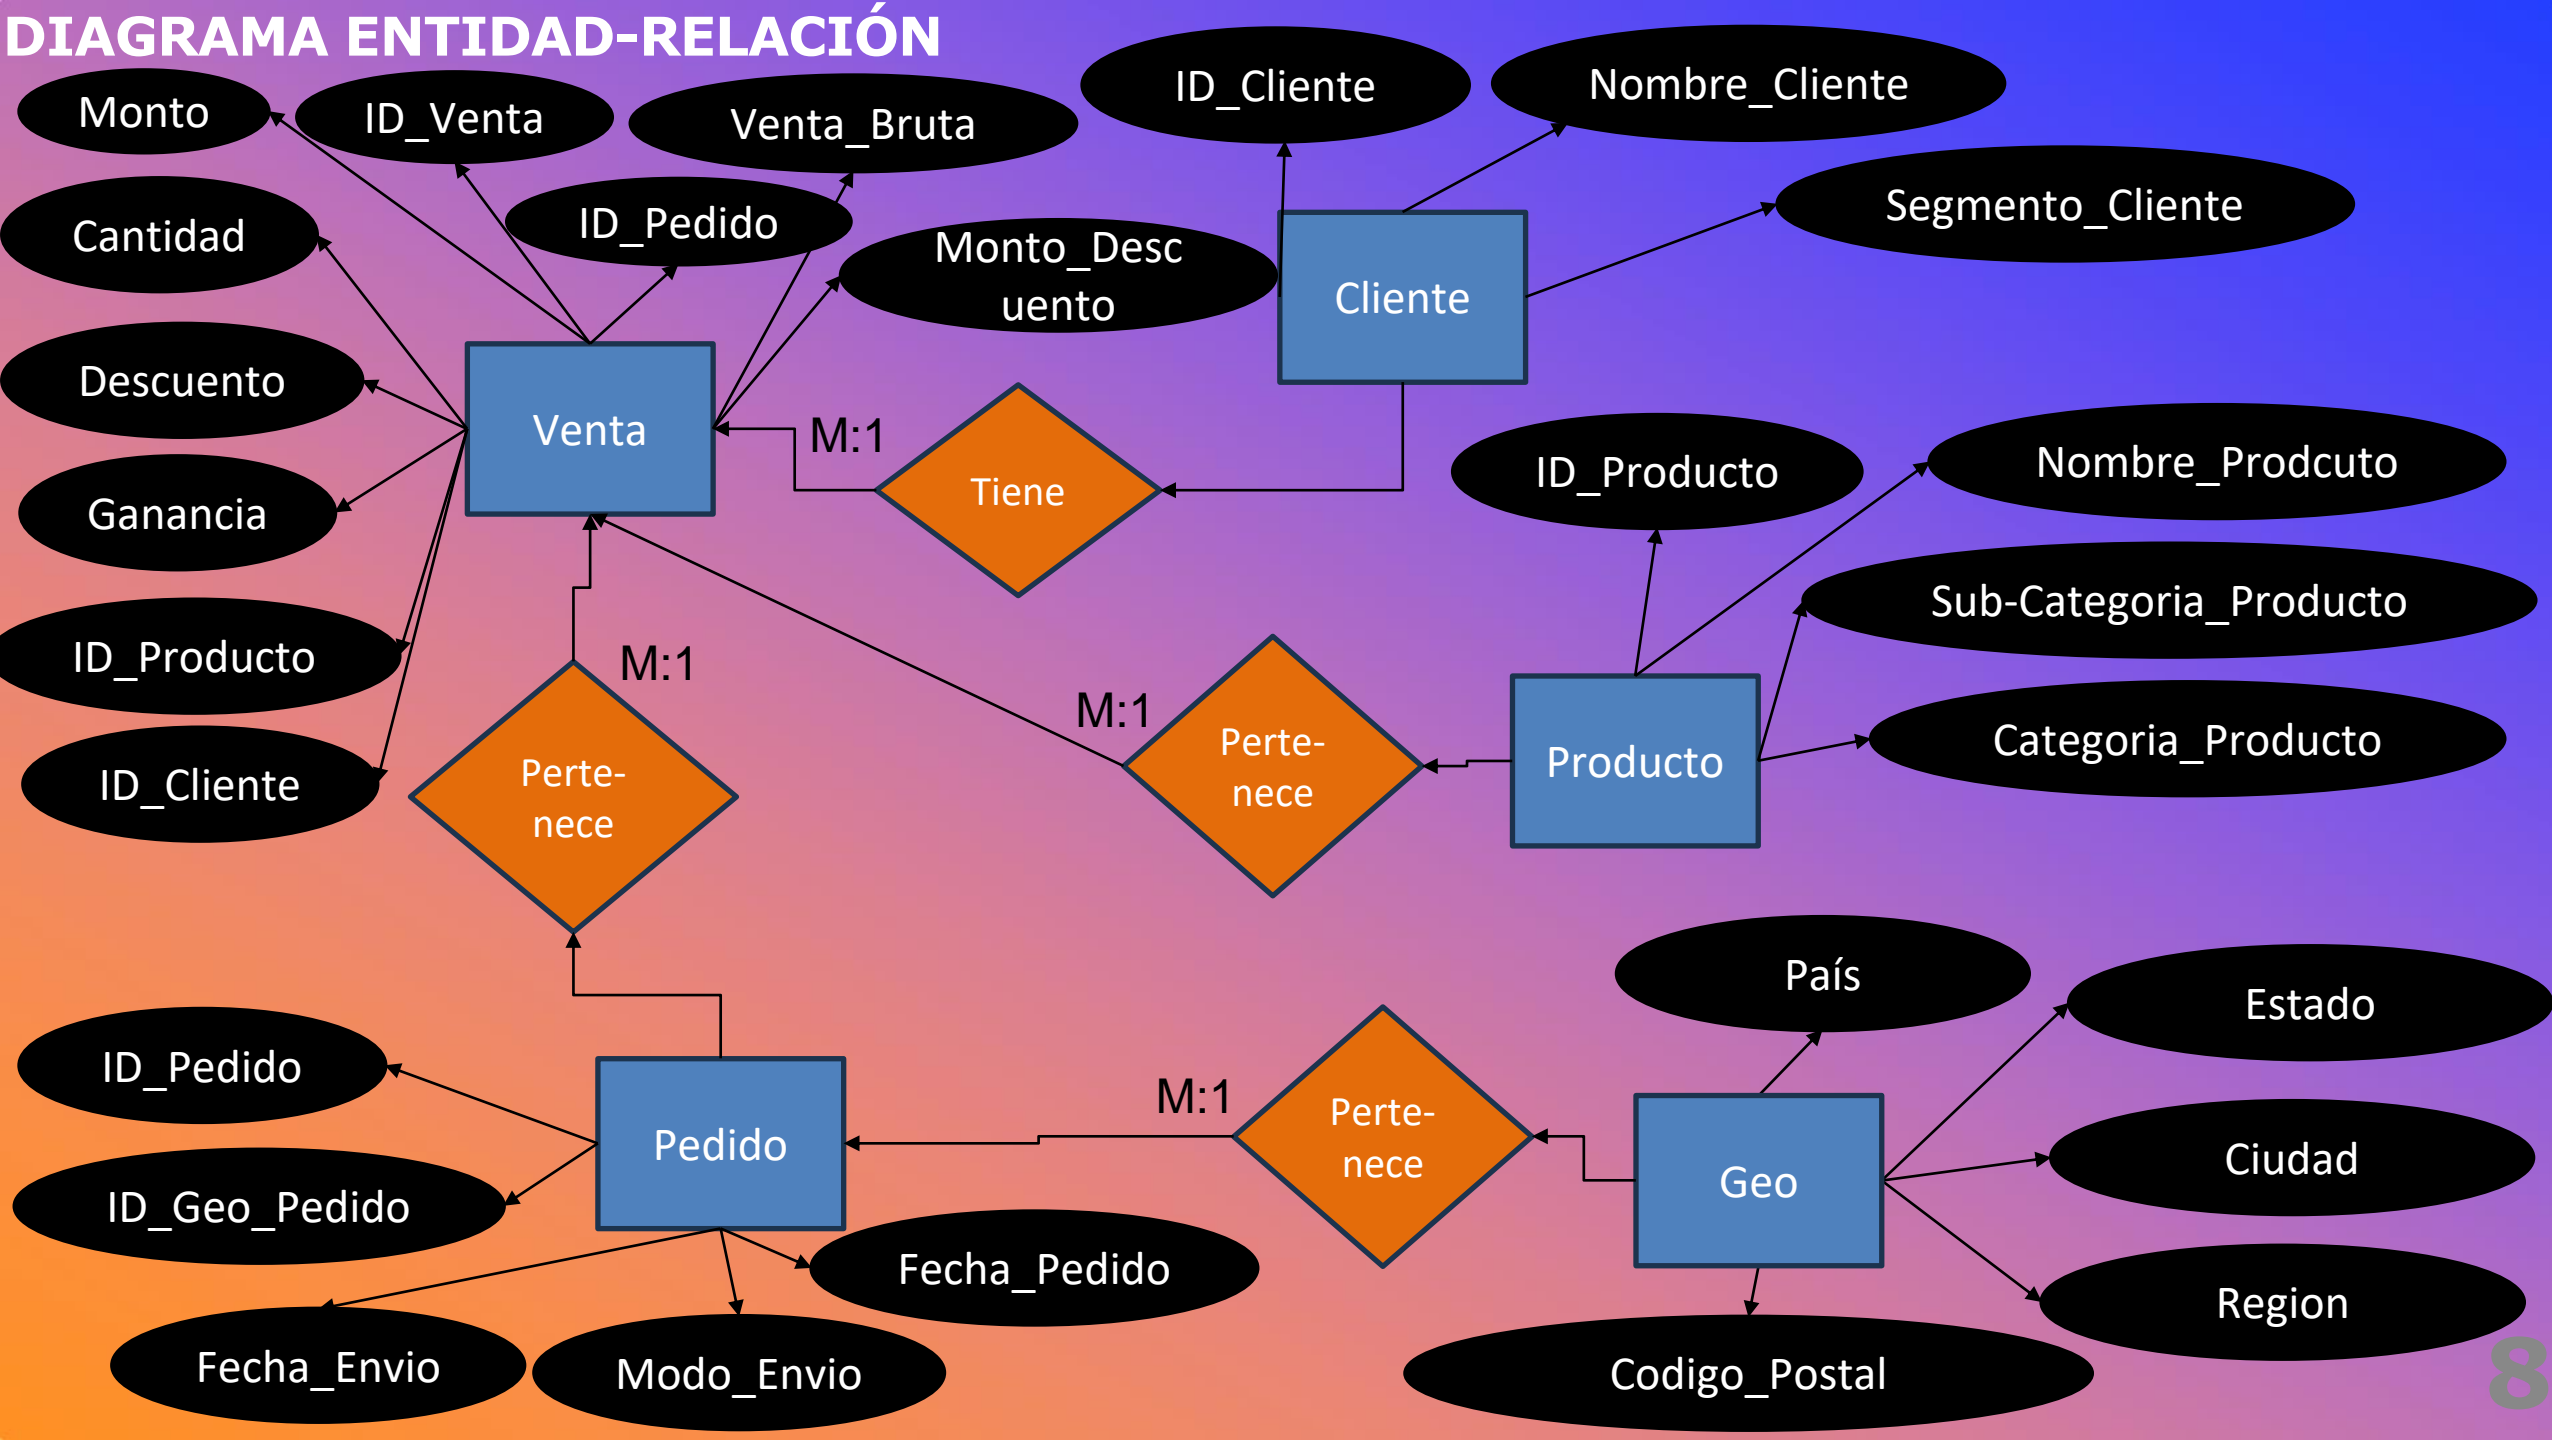 DIAGRAMA ENTIDAD-RELACIÓN
Monto
ID_Venta
Venta_Bruta
ID_Cliente
Nombre_Cliente
Cantidad
ID_Pedido
Monto_Desc
uento
Segmento_Cliente
Cliente
Descuento
Venta
M:1
Tiene
Ganancia
ID_Producto
Nombre_Prodcuto
Sub-Categoria_Producto
ID_Producto
M:1
M:1
Perte-
nece
Producto
Categoria_Producto
ID_Cliente
Perte-
nece
País
Estado
ID_Pedido
Pedido
M:1
Perte-
nece
Geo
Ciudad
ID_Geo_Pedido
Fecha_Pedido
Region
Fecha_Envio
Modo_Envio
Codigo_Postal
8